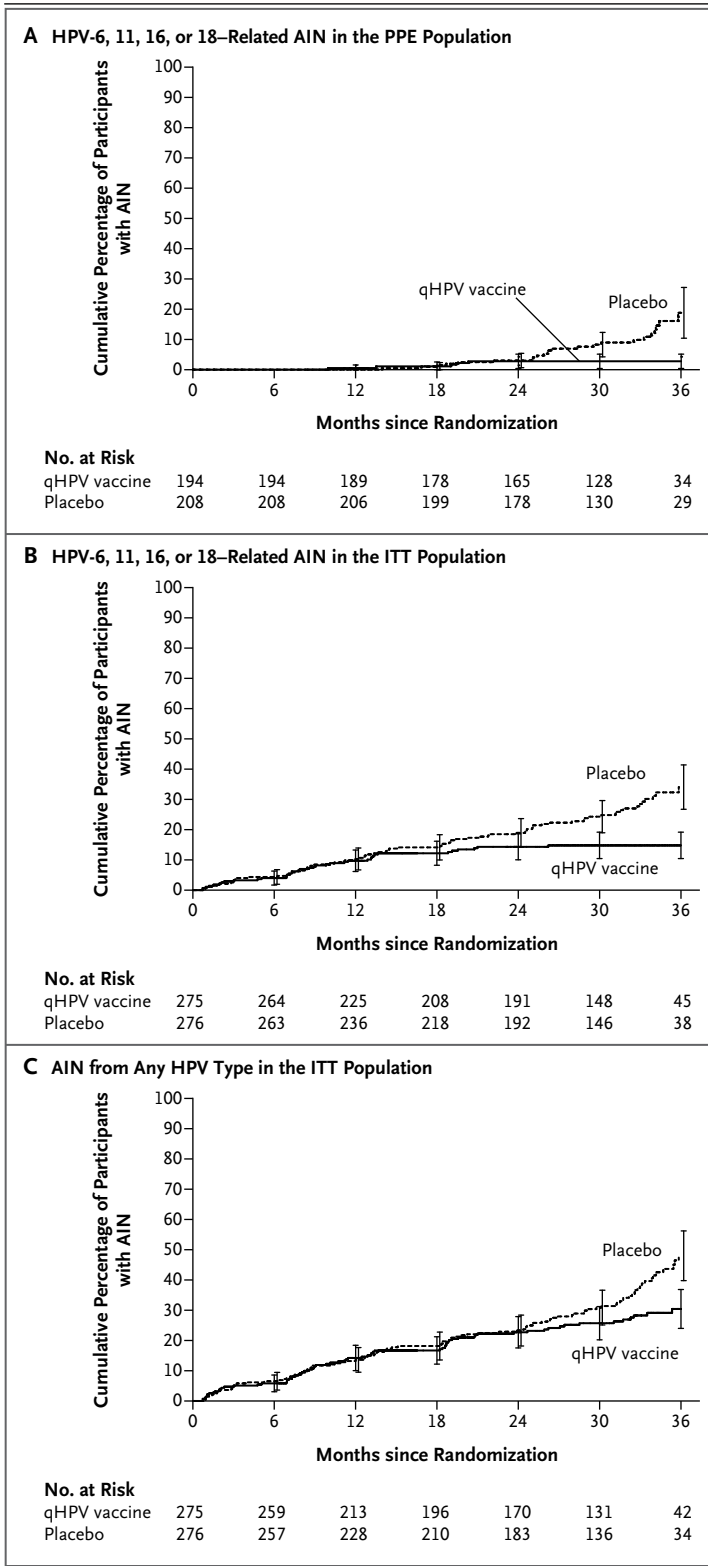 A HPV-6, 11, 16, or 18–Related AIN in the PPE Population
100
90
80
70
60
50
40
30
20
10
0
Cumulative Percentage of Participants
with AIN
qHPV vaccine
Placebo
0 6 12 18 24 30 36
Months since Randomization
No. at Risk
qHPV vaccine 194 194 189 178 165 128 34
Placebo 208 208 206 199 178 130 29
B HPV-6, 11, 16, or 18–Related AIN in the ITT Population
100
90
80
70
60
50
40
30
20
10
0
Cumulative Percentage of Participants
with AIN
Placebo
qHPV vaccine
0 6 12 18 24 30 36
Months since Randomization
No. at Risk
qHPV vaccine 275 264 225 208 191 148 45
Placebo 276 263 236 218 192 146 38
C AIN from Any HPV Type in the ITT Population
100
90
80
70
60
50
40
30
20
10
0
Cumulative Percentage of Participants
with AIN
Placebo
qHPV vaccine
0 6 12 18 24 30 36
Months since Randomization
No. at Risk
qHPV vaccine 275 259 213 196 170 131 42
Placebo 276 257 228 210 183 136 34